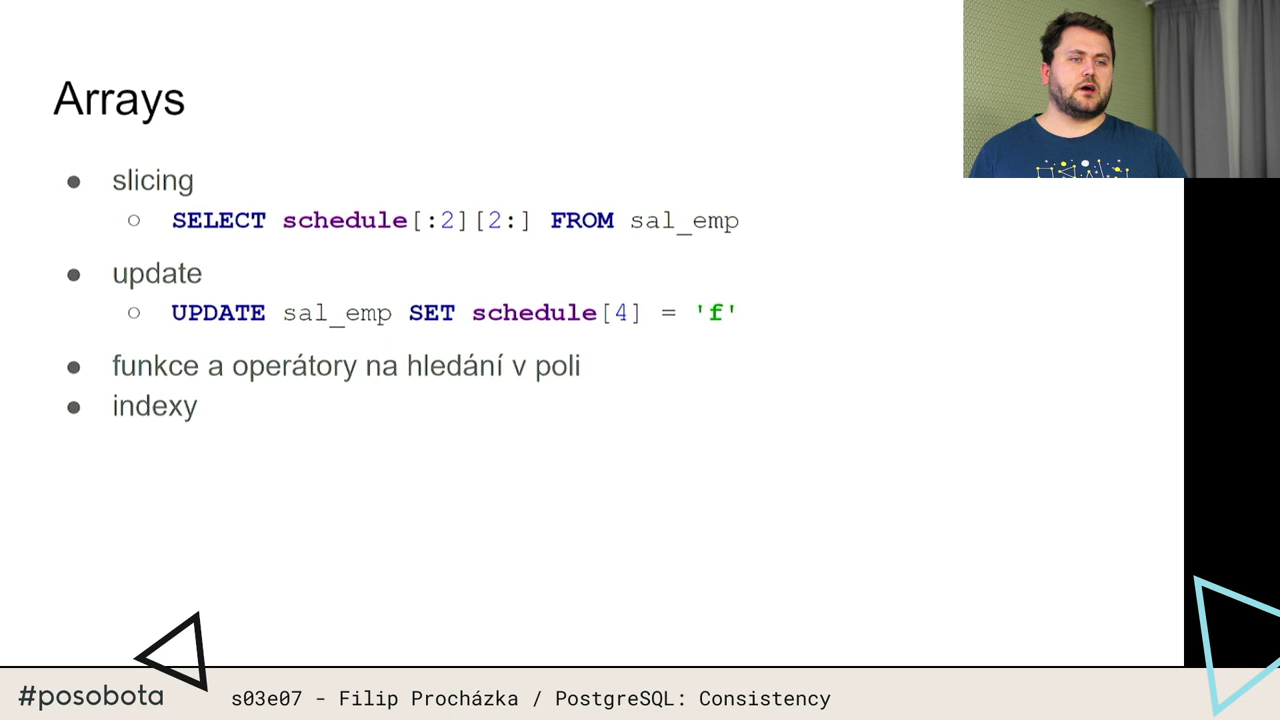 Arrays
slicing
SELECT schedule[:2][2:] FROM sal_emp
update
UPDATE sal_emp SET schedule[4] = 'f'
funkce a operátory na hledání v poli
indexy
#posobota
s03e07 - Filip Procházka / PostgreSQL: Consistency